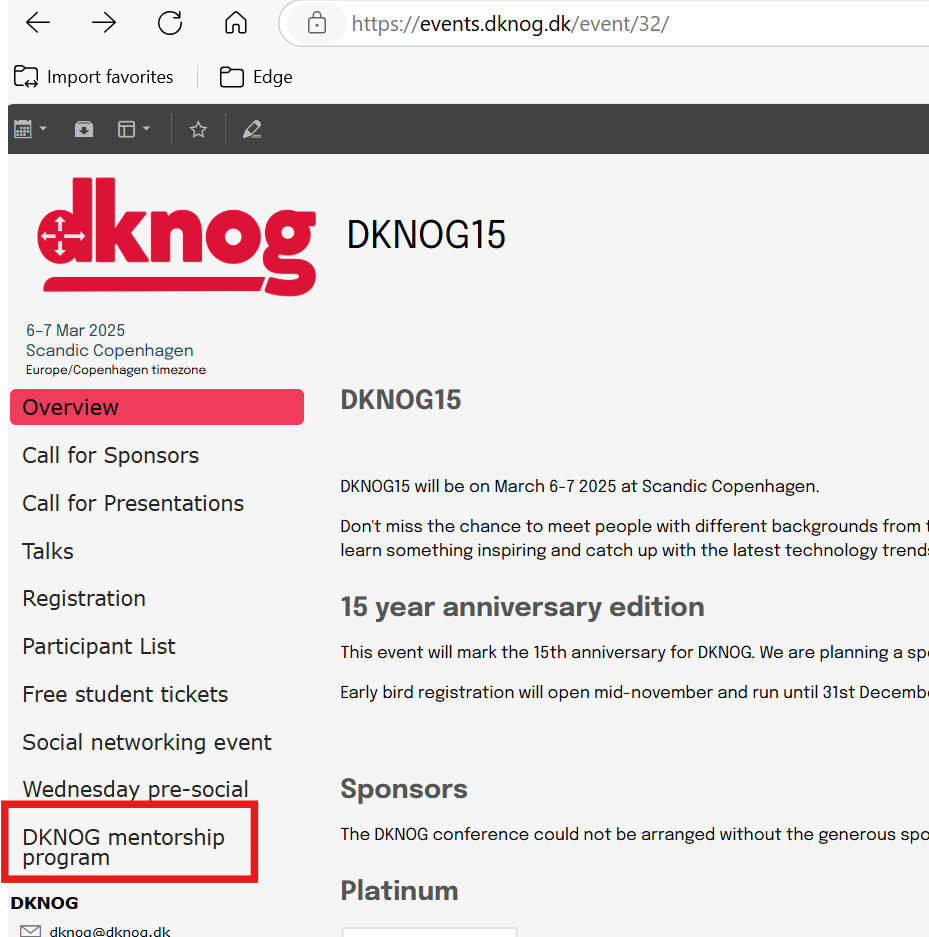 https://events.dknog.dk/event/32/
Import favorites
Edge
dknog
DKNOG15
6–7 Mar 2025
Scandic Copenhagen
Europe/Copenhagen timezone
Overview
Call for Sponsors
Call for Presentations
Talks
Registration
Participant List
Free student tickets
Social networking event
Wednesday pre-social
DKNOG mentorship
program
DKNOG
dknog@dknog.dk
DKNOG15
DKNOG15 will be on March 6-7 2025 at Scandic Copenhagen.
Don't miss the chance to meet people with different backgrounds from
learn something inspiring and catch up with the latest technology trends
15 year anniversary edition
This event will mark the 15th anniversary for DKNOG. We are planning a
Early bird registration will open mid-november and run until 31st
Sponsors
The DKNOG conference could not be arranged without the generous
Platinum